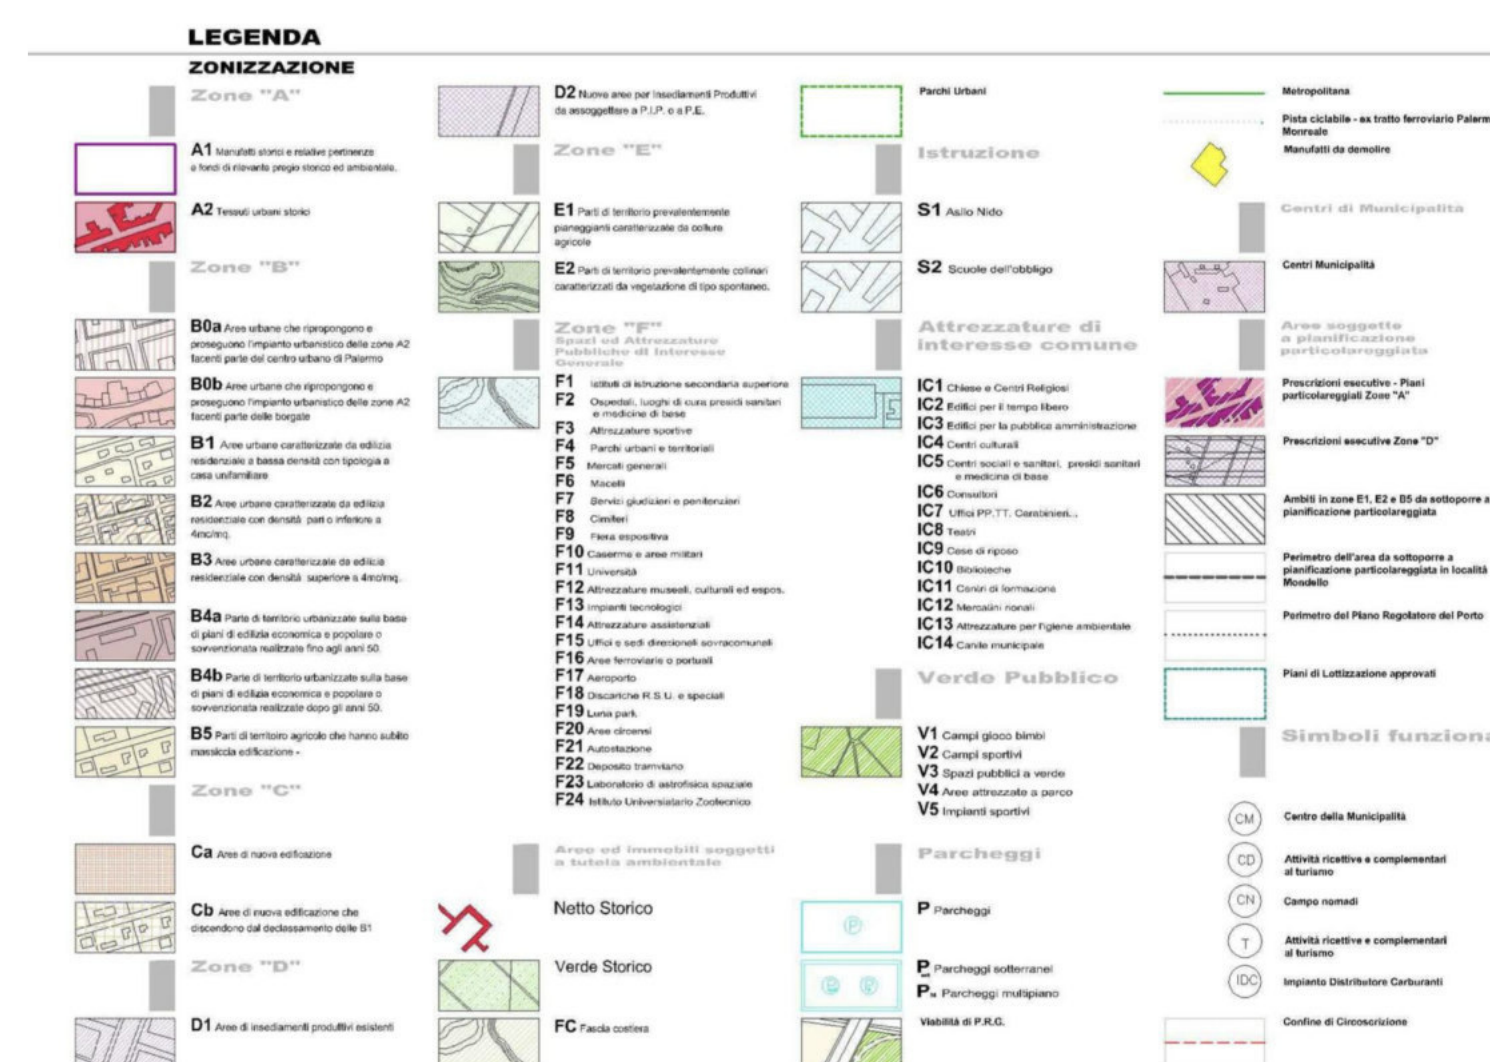 LEGENDA
ZONIZZAZIONE
Zone "A"
A1 Manufatti storici e relative pertinenze
e fondi di rilevante pregio storico ed ambientale.
A2 Tessuti urbani storici
Zone "B"
B0a Aree urbane che ripropongono e
proseguono l'impianto urbanistico delle zone A2
facenti parte del centro urbano di Palermo
B0b Aree urbane che ripropongono e
proseguono l'impianto urbanistico delle zone A2
facenti parte delle borgate
B1 Aree urbane caratterizzate da edilizia
residenziale a bassa densità con tipologia a
casa unifamiliare
B2 Aree urbane caratterizzate da edilizia
residenziale con densità pari o inferiore a
4mc/mq.
B3 Aree urbane caratterizzate da edilizia
residenziale con densità superiore a 4mc/mq.
B4a Parte di territorio urbanizzate sulla base
di piani di edilizia economica e popolare o
sovvenzionata realizzate fino agli anni 50.
B4b Parte di territorio urbanizzate sulla base
di piani di edilizia economica e popolare o
sovvenzionata realizzate dopo gli anni 50.
B5 Parti di territoiro agricolo che hanno subito
massiccia edificazione -
Zone "C"
Ca Aree di nuova edificazione
Cb Aree di nuova edificazione che
discendono dal declassamento delle B1
Zone "D"
D1 Aree di insediamenti produttivi esistenti
D2 Nuove aree per Insediamenti Produttivi
da assoggettare a P.I.P. o a P.E.
Zone "E"
E1 Parti di territorio prevalentemente
pianeggianti caratterizzate da colture
agricole
E2 Parti di territorio prevalentemente collinari
caratterizzati da vegetazione di tipo spontaneo.
Zone "F"
Spazi ed Attrezzature
Pubbliche di Interesse
Generale
F1 Istituti di istruzione secondaria superiore
F2 Ospedali, luoghi di cura presidi sanitari
e medicine di base
F3 Attrezzature sportive
F4 Parchi urbani e territoriali
F5 Mercati generali
F6 Macelli
F7 Servizi giudiziari e penitenziari
F8 Cimiteri
F9 Fiera espositiva
F10 Caserme e aree militari
F11 Università
F12 Attrezzature museali, culturali ed espos.
F13 Impianti tecnologici
F14 Attrezzature assistenziali
F15 Uffici e sedi direzionali sovracomunali
F16 Aree ferroviarie o portuali
F17 Aeroporto
F18 Discariche R.S.U. e speciali
F19 Luna park
F20 Aree circensi
F21 Autostazione
F22 Deposito tramviario
F23 Laboratorio di astrofisica spaziale
F24 Istituto Universitario Zootecnico
Aree ed immobili soggetti
a tutela ambientale
Netto Storico
Verde Storico
FC Fascia costiera
Parchi Urbani
Istruzione
S1 Asilo Nido
S2 Scuole dell'obbligo
Attrezzature di
interesse comune
IC1 Chiese e Centri Religiosi
IC2 Edifici per il tempo libero
IC3 Edifici per la pubblica amministrazione
IC4 Centri culturali
IC5 Centri sociali e sanitari, presidi sanitari
e medicina di base
IC6 Consultori
IC7 Uffici PP.TT. Carabinieri...
IC8 Teatri
IC9 Case di riposo
IC10 Biblioteche
IC11 Centri di formazione
IC12 Mercatini rionali
IC13 Attrezzature per l'igiene ambientale
IC14 Canile municipale
Verde Pubblico
V1 Campi gioco bimbi
V2 Campi sportivi
V3 Spazi pubblici a verde
V4 Aree attrezzate a parco
V5 Impianti sportivi
Parcheggi
P
P Parcheggi
P Parcheggi sotterranei
P Parcheggi multipiano
Viabilità di P.R.G.
Metropolitana
Pista ciclabile - ex tratto ferroviario Palerm
Monreale
Manufatti da demolire
Centri di Municipalità
Centri Municipalità
Aree soggette
a pianificazione
particolareggiata
Prescrizioni esecutive - Piani
particolareggiati Zone "A"
Prescrizioni esecutive Zone "D"
Ambiti in zone E1, E2 e B5 da sottoporre a
pianificazione particolareggiata
Perimetro dell'area da sottoporre a
pianificazione particolareggiata in località
Mondello
Perimetro del Piano Regolatore del Porto
Piani di Lottizzazione approvati
Simboli funziona
CM Centro della Municipalità
CD Attività ricettive e complementari
al turismo
CN Campo nomadi
T Attività ricettive e complementari
al turismo
IDC Impianto Distributore Carburanti
Confine di Circoscrizione